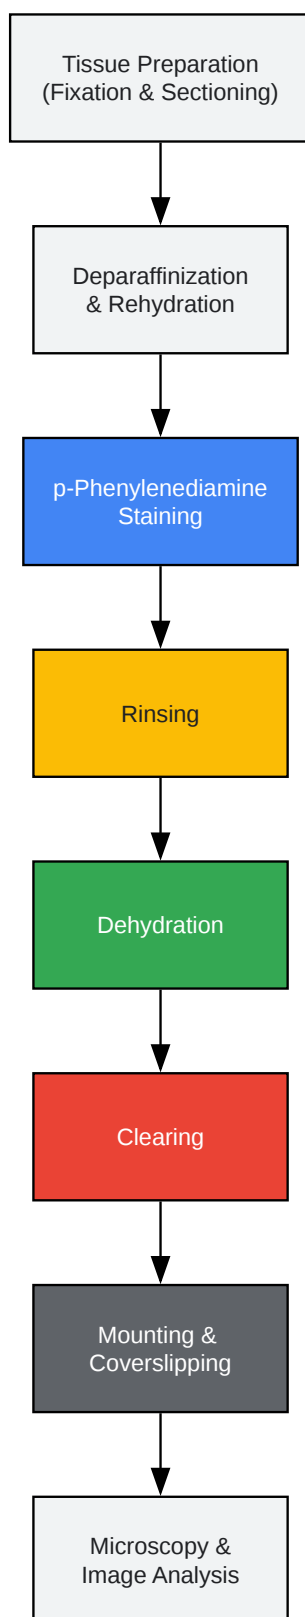 Tissue Preparation
(Fixation & Sectioning)
Deparaffinization
& Rehydration
p-Phenylenediamine
Staining
Rinsing
Dehydration
Clearing
Mounting &
Coverslipping
Microscopy &
Image Analysis